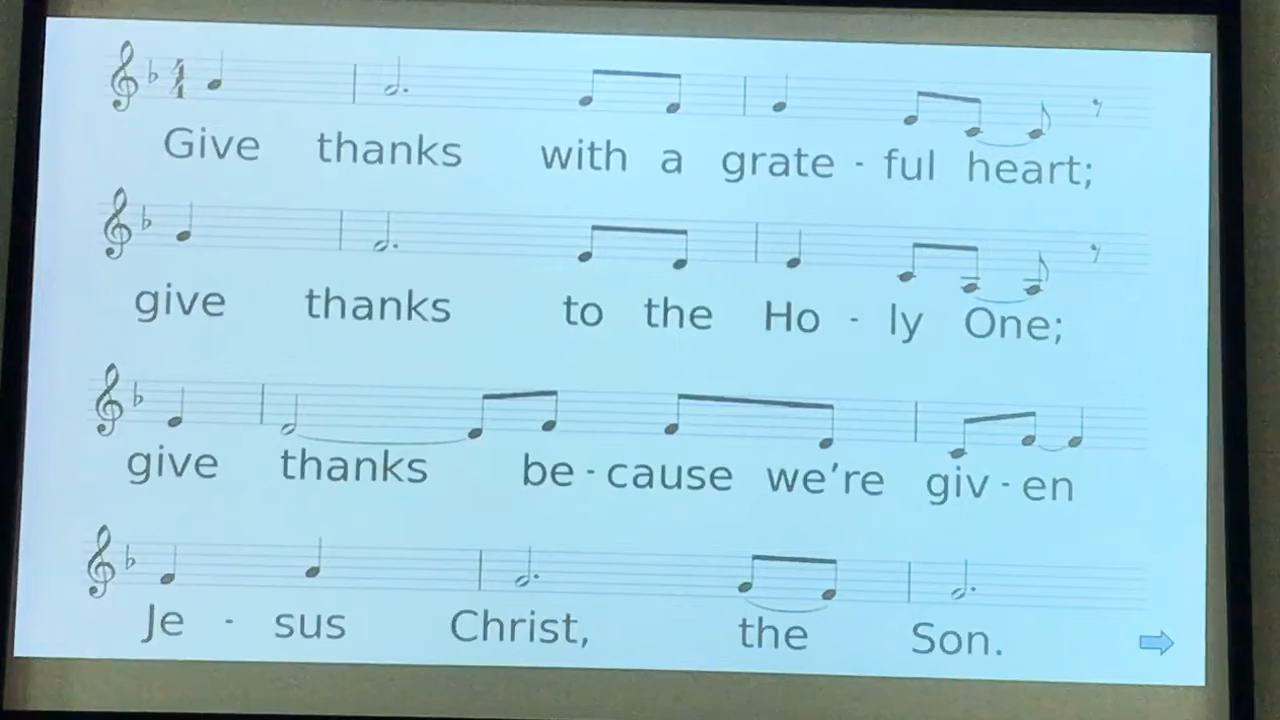 Give thanks with a grate - ful heart;
give thanks to the Ho - ly One;
give thanks be - cause we're giv - en
Je - sus Christ, the Son.